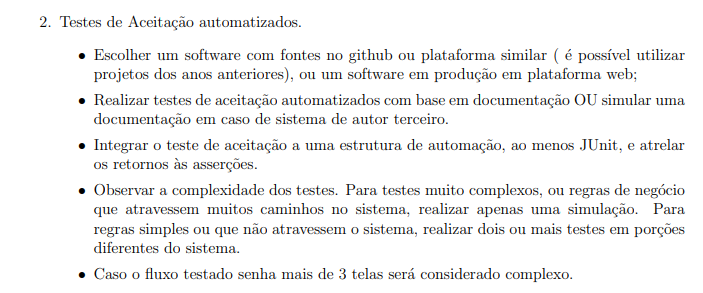 2. Testes de Aceitação automatizados.
• Escolher um software com fontes no github ou plataforma similar ( é possível utilizar
projetos dos anos anteriores), ou um software em produção em plataforma web;
• Realizar testes de aceitação automatizados com base em documentação OU simular uma
documentação em caso de sistema de autor terceiro.
• Integrar o teste de aceitação a uma estrutura de automação, ao menos JUnit, e atrelar
os retornos às asserções.
• Observar a complexidade dos testes. Para testes muito complexos, ou regras de negócio
que atravessem muitos caminhos no sistema, realizar apenas uma simulação. Para
regras simples ou que não atravessem o sistema, realizar dois ou mais testes em porções
diferentes do sistema.
• Caso o fluxo testado senha mais de 3 telas será considerado complexo.